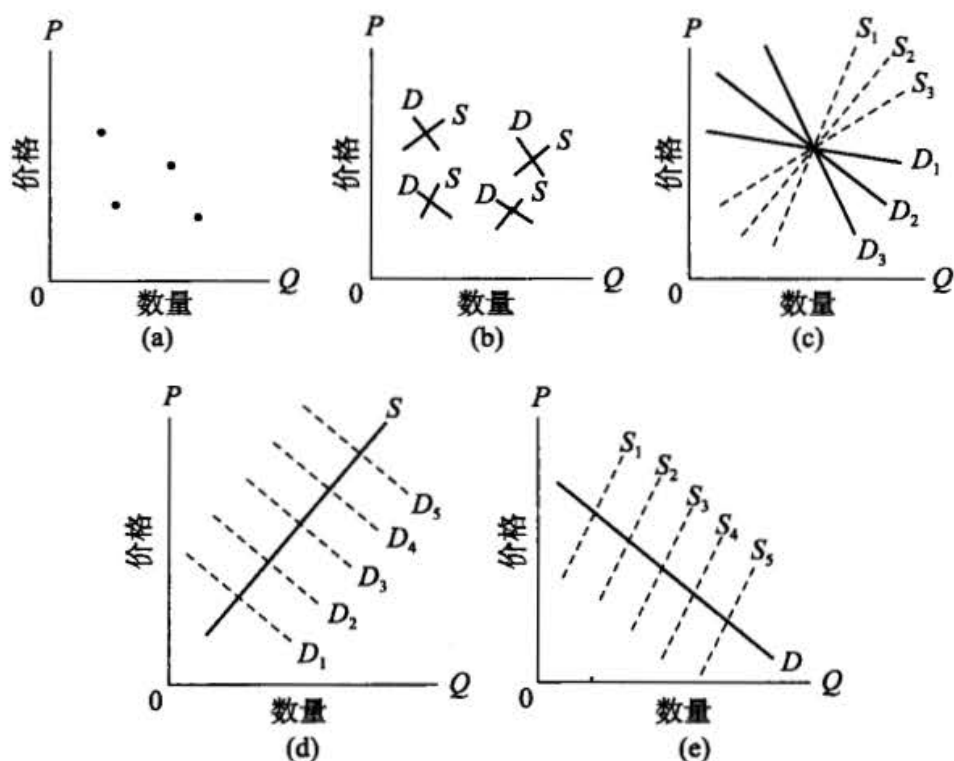 P
价格
0
数量
Q
(a)
P
D
S
D
S
D
S
D
S
价格
0
数量
Q
(b)
P
S₁
S₂
S₃
D₁
D₂
D₃
价格
0
数量
Q
(c)
P
S
D₅
D₄
D₃
D₂
D₁
价格
0
数量
Q
(d)
P
S₁
S₂
S₃
S₄
S₅
D
价格
0
数量
Q
(e)